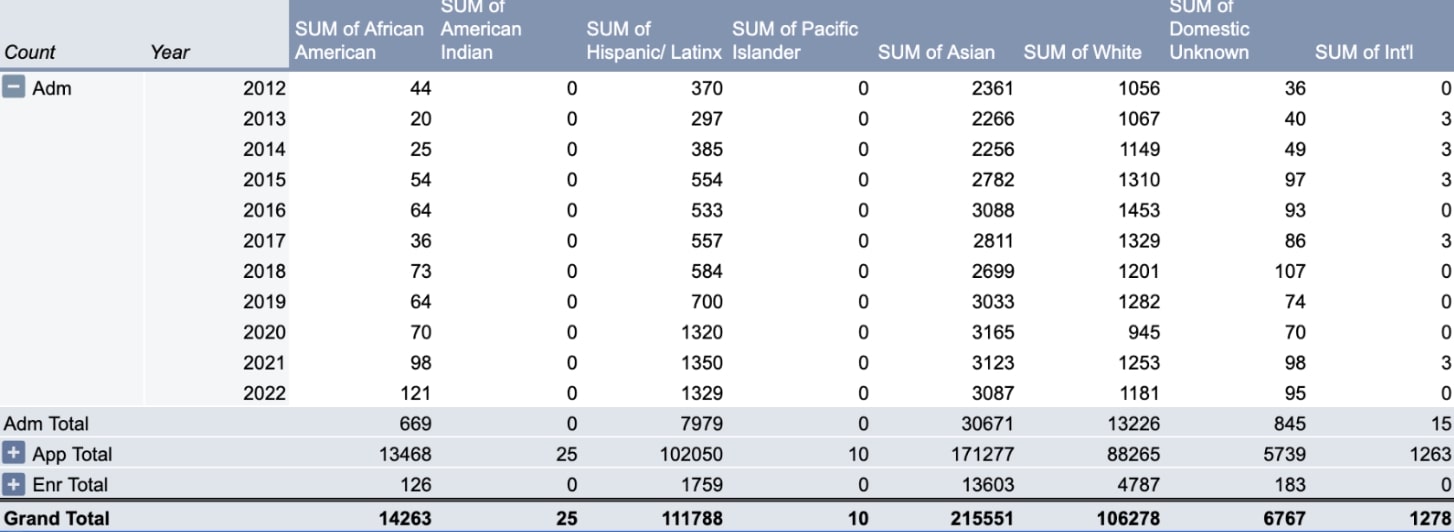 Count Year SUM of African American SUM of American Indian SUM of Hispanic/ Latinx SUM of Pacific Islander SUM of Asian SUM of White SUM of Domestic Unknown SUM of Int'l
Adm 2012 44 0 370 0 2361 1056 36 0
2013 20 0 297 0 2266 1067 40 3
2014 25 0 385 0 2256 1149 49 3
2015 54 0 554 0 2782 1310 97 3
2016 64 0 533 0 3088 1453 93 0
2017 36 0 557 0 2811 1329 86 3
2018 73 0 584 0 2699 1201 107 0
2019 64 0 700 0 3033 1282 74 0
2020 70 0 1320 0 3165 945 70 0
2021 98 0 1350 0 3123 1253 98 3
2022 121 0 1329 0 3087 1181 95 0
Adm Total 669 0 7979 0 30671 13226 845 15
App Total 13468 25 102050 10 171277 88265 5739 1263
Enr Total 126 0 1759 0 13603 4787 183 0
Grand Total 14263 25 111788 10 215551 106278 6767 1278